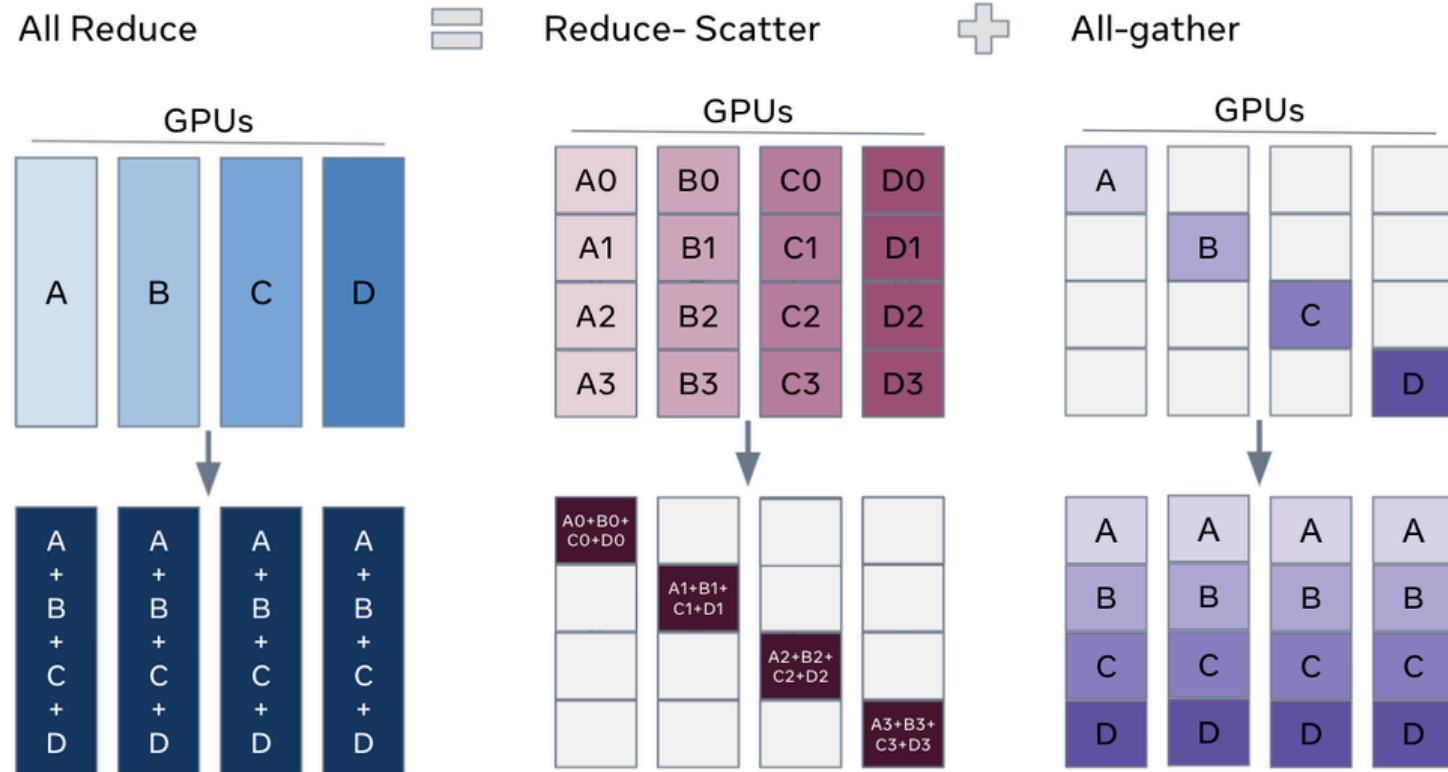 All Reduce
Reduce- Scatter
All-gather
GPUs
A B C D
A A A A
+ + + +
B B B B
+ + + +
C C C C
+ + + +
D D D D
GPUs
A0 B0 C0 D0
A1 B1 C1 D1
A2 B2 C2 D2
A3 B3 C3 D3
A0+B0+
C0+D0
A1+B1+
C1+D1
A2+B2+
C2+D2
A3+B3+
C3+D3
GPUs
A
B
C
D
A A A A
B B B B
C C C C
D D D D